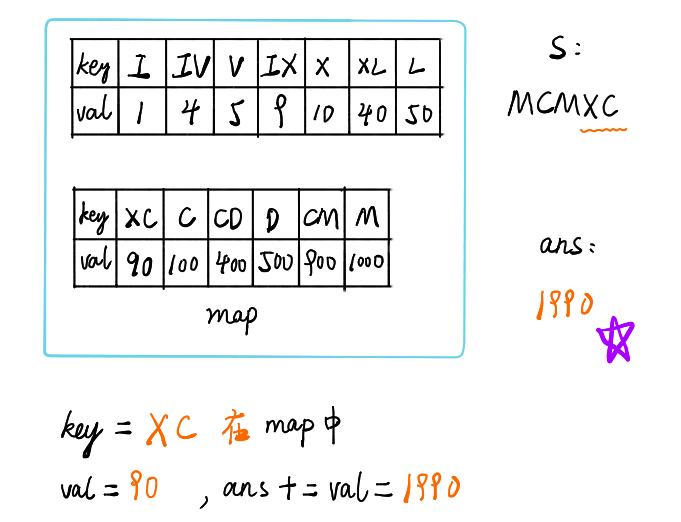 key I IV V IX X XL L
val 1 4 5 9 10 40 50
key XC C CD D CM M
val 90 100 400 500 900 1000
map
S:
MCMXC
ans:
1990
key = XC 在 map 中
val = 90 , ans += val = 1990